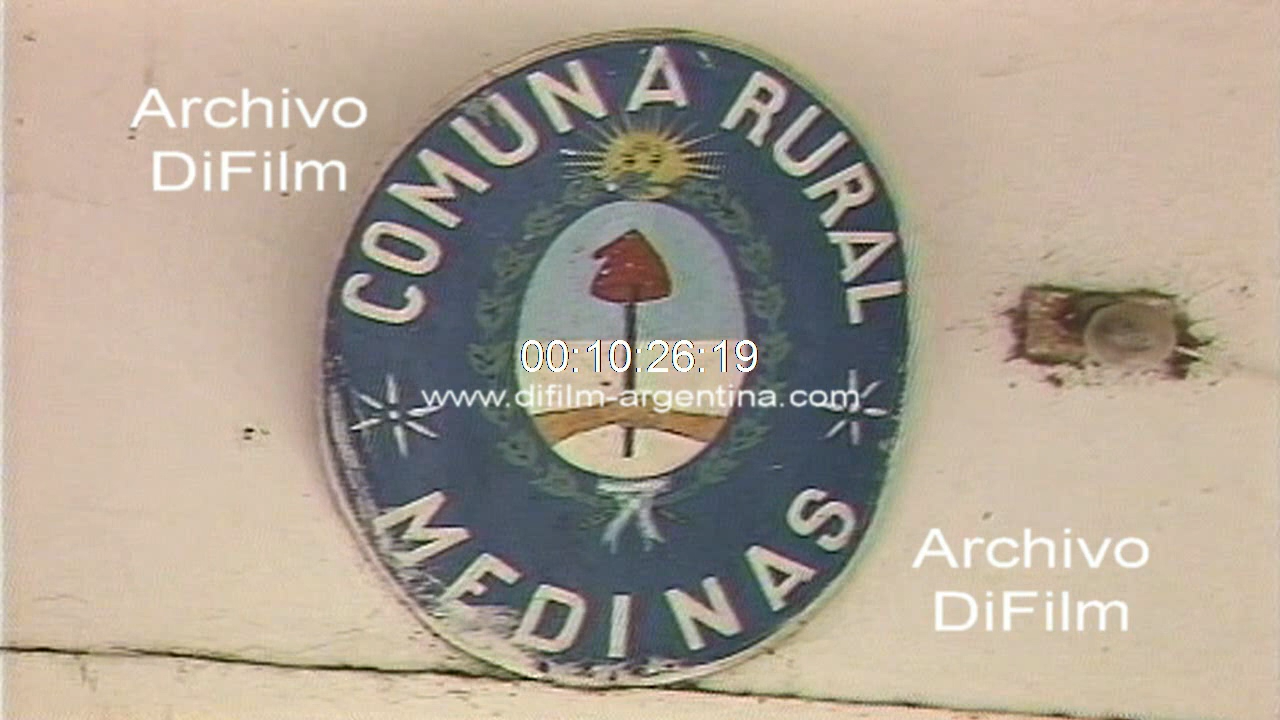 Archivo
DiFilm
COMUNA RURAL
00:10:26:19
www.difilm-argentina.com
MEDINAS
Archivo
DiFilm